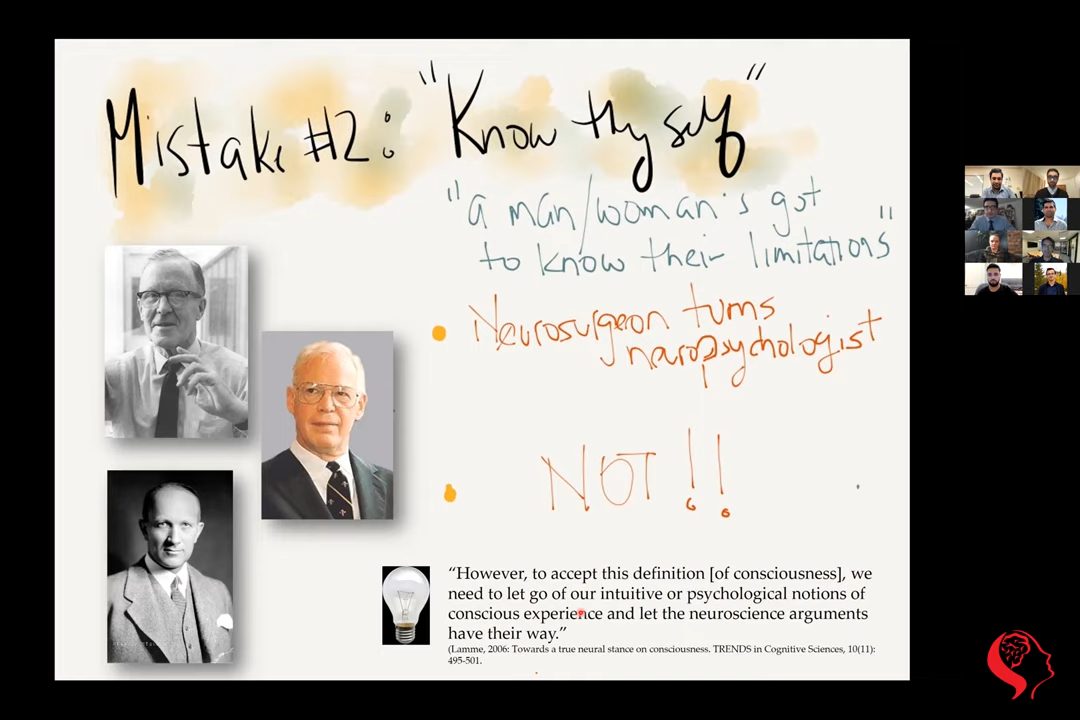 Mistake #2: "Know thyself"
"a man/woman's got
to know their limitations"
Neurosurgeon turns
neuropsychologist
NOT!!
“However, to accept this definition [of consciousness], we
need to let go of our intuitive or psychological notions of
conscious experience and let the neuroscience arguments
have their way.”
(Lamme, 2006: Towards a true neural stance on consciousness. TRENDS in Cognitive Sciences, 10(11):
495-501.